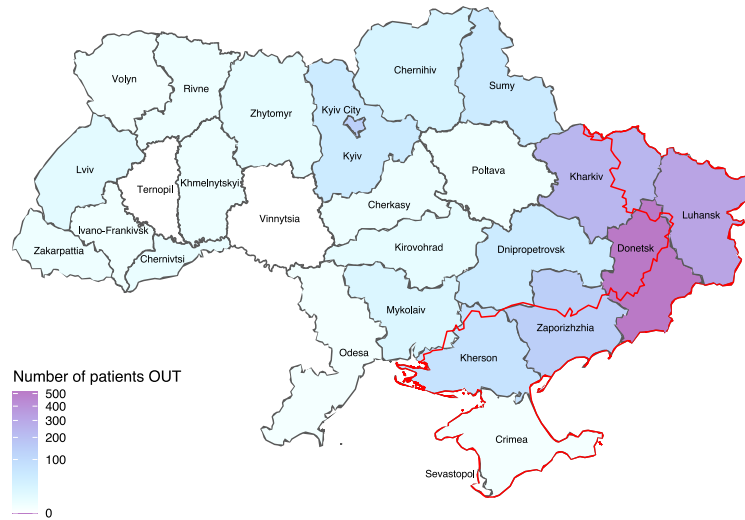 Volyn
Rivne
Zhytomyr
Kyiv City
Chernihiv
Sumy
Lviv
Ternopil
Khmelnytskyi
Kyiv
Poltava
Kharkiv
Luhansk
Ivano-Frankivsk
Vinnytsia
Cherkasy
Zakarpattia
Chernivtsi
Kirovohrad
Dnipropetrovsk
Donetsk
Mykolaiv
Zaporizhzhia
Odesa
Kherson
Crimea
Sevastopol
Number of patients OUT
500
400
300
200
100
0